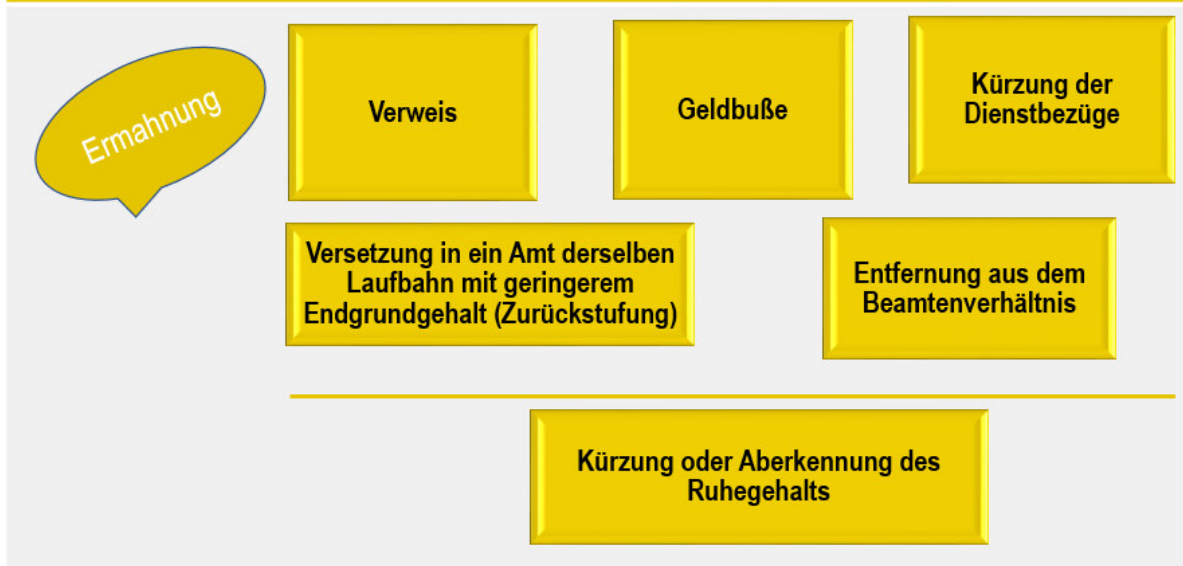 Ermahnung
Verweis
Geldbuße
Kürzung der
Dienstbezüge
Versetzung in ein Amt derselben
Laufbahn mit geringerem
Endgrundgehalt (Zurückstufung)
Entfernung aus dem
Beamtenverhältnis
Kürzung oder Aberkennung des
Ruhegehalts